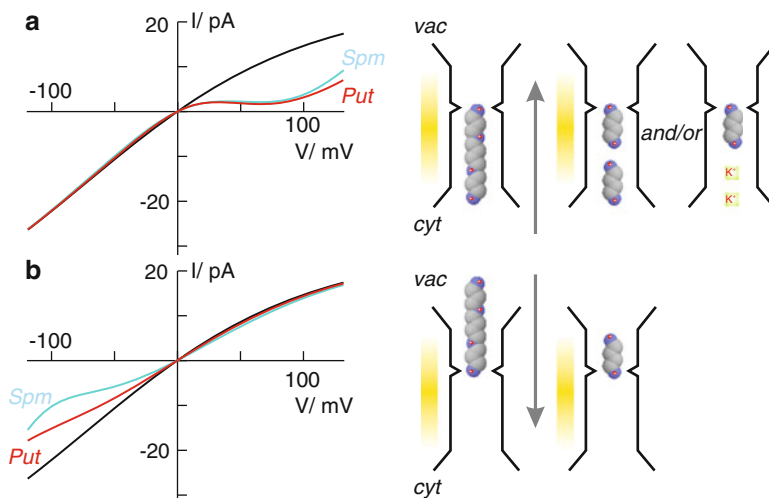 a
20
I/ pA
-100
Spm
Put
100
V/ mV
-20
vac
and/or
K+
K+
cyt
b
20
I/ pA
-100
Spm
Put
100
V/ mV
-20
vac
cyt